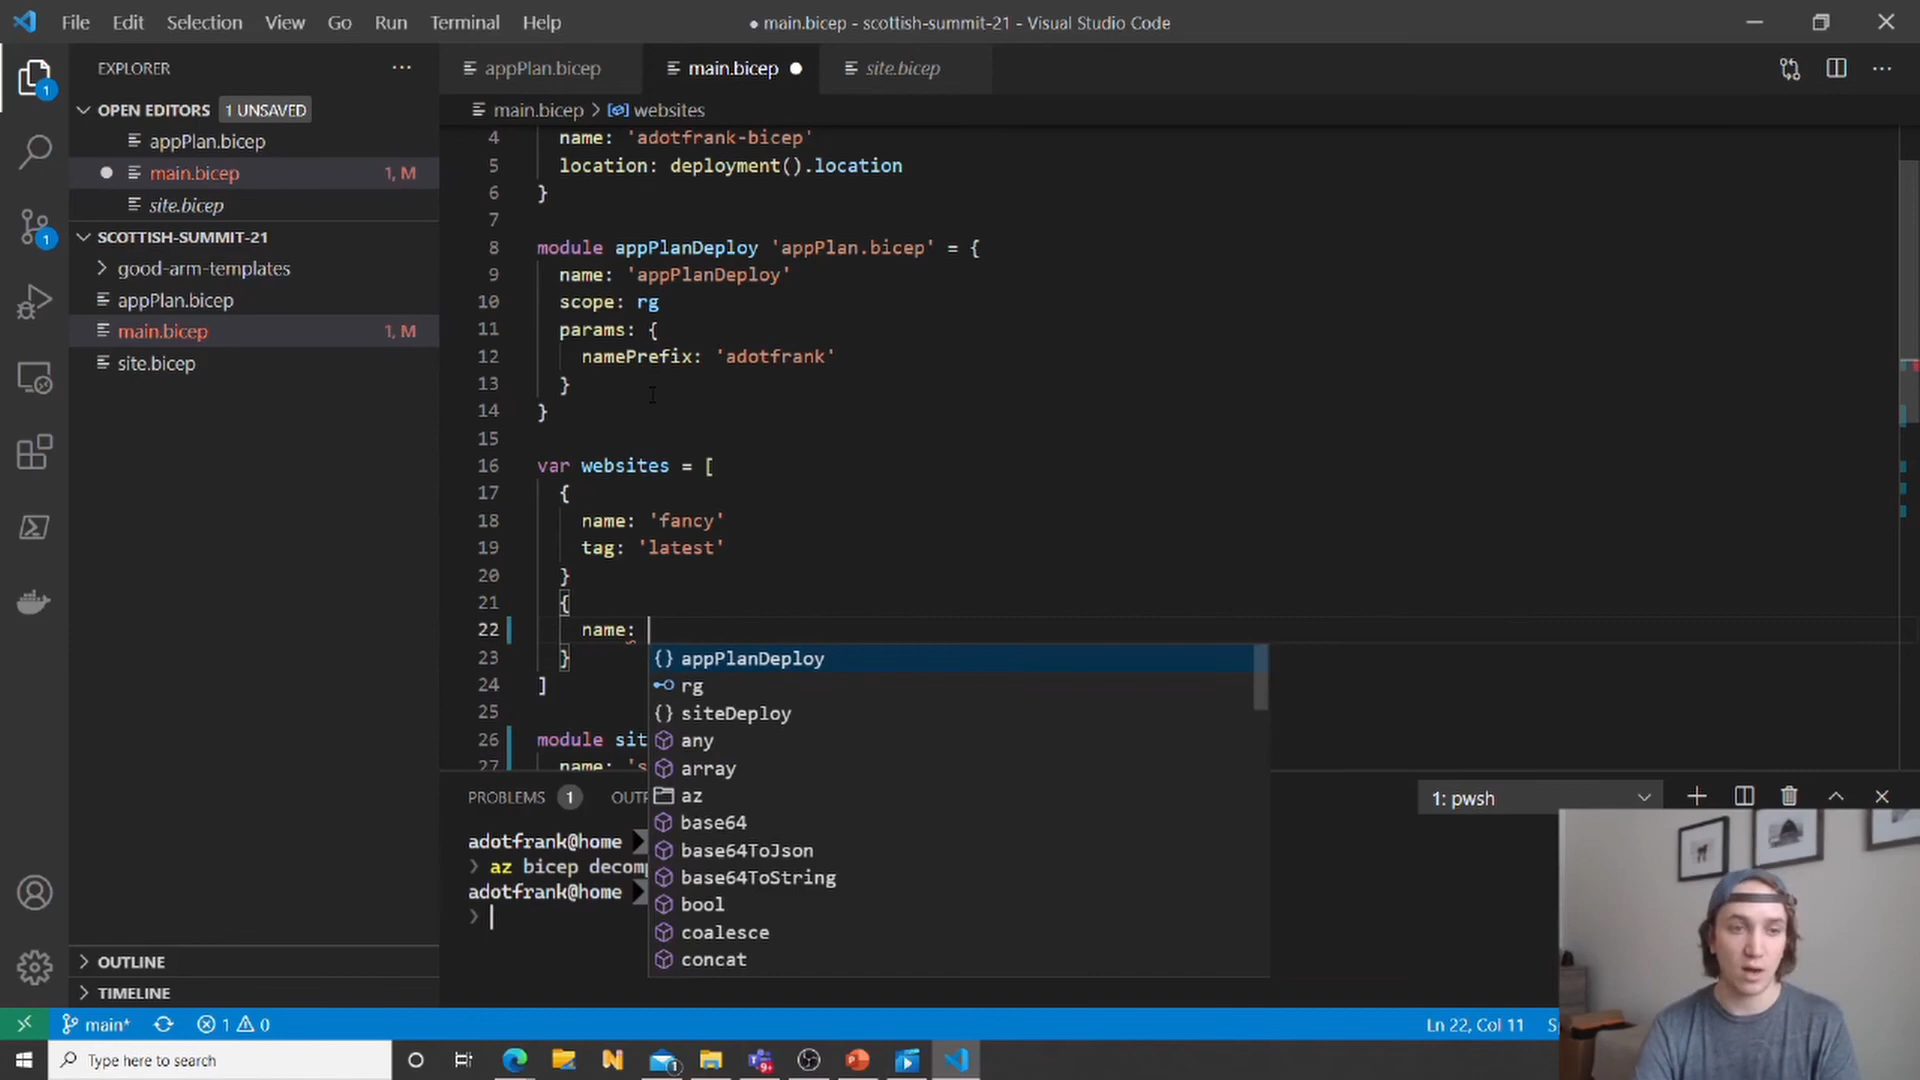 File Edit Selection View Go Run Terminal Help
● main.bicep - scottish-summit-21 - Visual Studio Code
EXPLORER
OPEN EDITORS 1 UNSAVED
appPlan.bicep
main.bicep 1, M
site.bicep
SCOTTISH-SUMMIT-21
good-arm-templates
appPlan.bicep
main.bicep 1, M
site.bicep
OUTLINE
TIMELINE
appPlan.bicep main.bicep site.bicep
main.bicep > websites
4 name: 'adotfrank-bicep'
5 location: deployment().location
6 }
7
8 module appPlanDeploy 'appPlan.bicep' = {
9 name: 'appPlanDeploy'
10 scope: rg
11 params: {
12 namePrefix: 'adotfrank'
13 }
14 }
15
16 var websites = [
17 {
18 name: 'fancy'
19 tag: 'latest'
20 }
21 {
22 name:
23 }
24 ]
25
26 module sit
27 name: 's
appPlanDeploy
rg
siteDeploy
any
array
az
base64
base64ToJson
base64ToString
bool
coalesce
concat
PROBLEMS 1 OUT
1: pwsh
adotfrank@home
> az bicep decomp
adotfrank@home
>
main* 1 0
Ln 22, Col 11 S
Type here to search